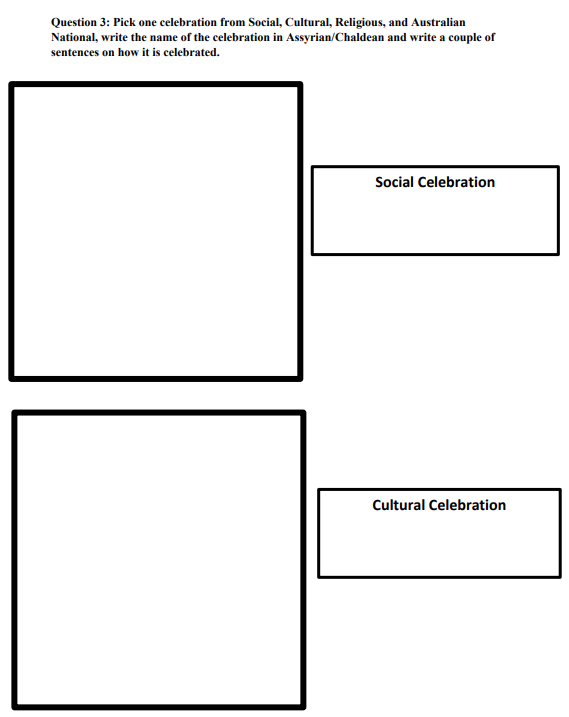 Question 3: Pick one celebration from Social, Cultural, Religious, and Australian
National, write the name of the celebration in Assyrian/Chaldean and write a couple of
sentences on how it is celebrated.
Social Celebration
Cultural Celebration